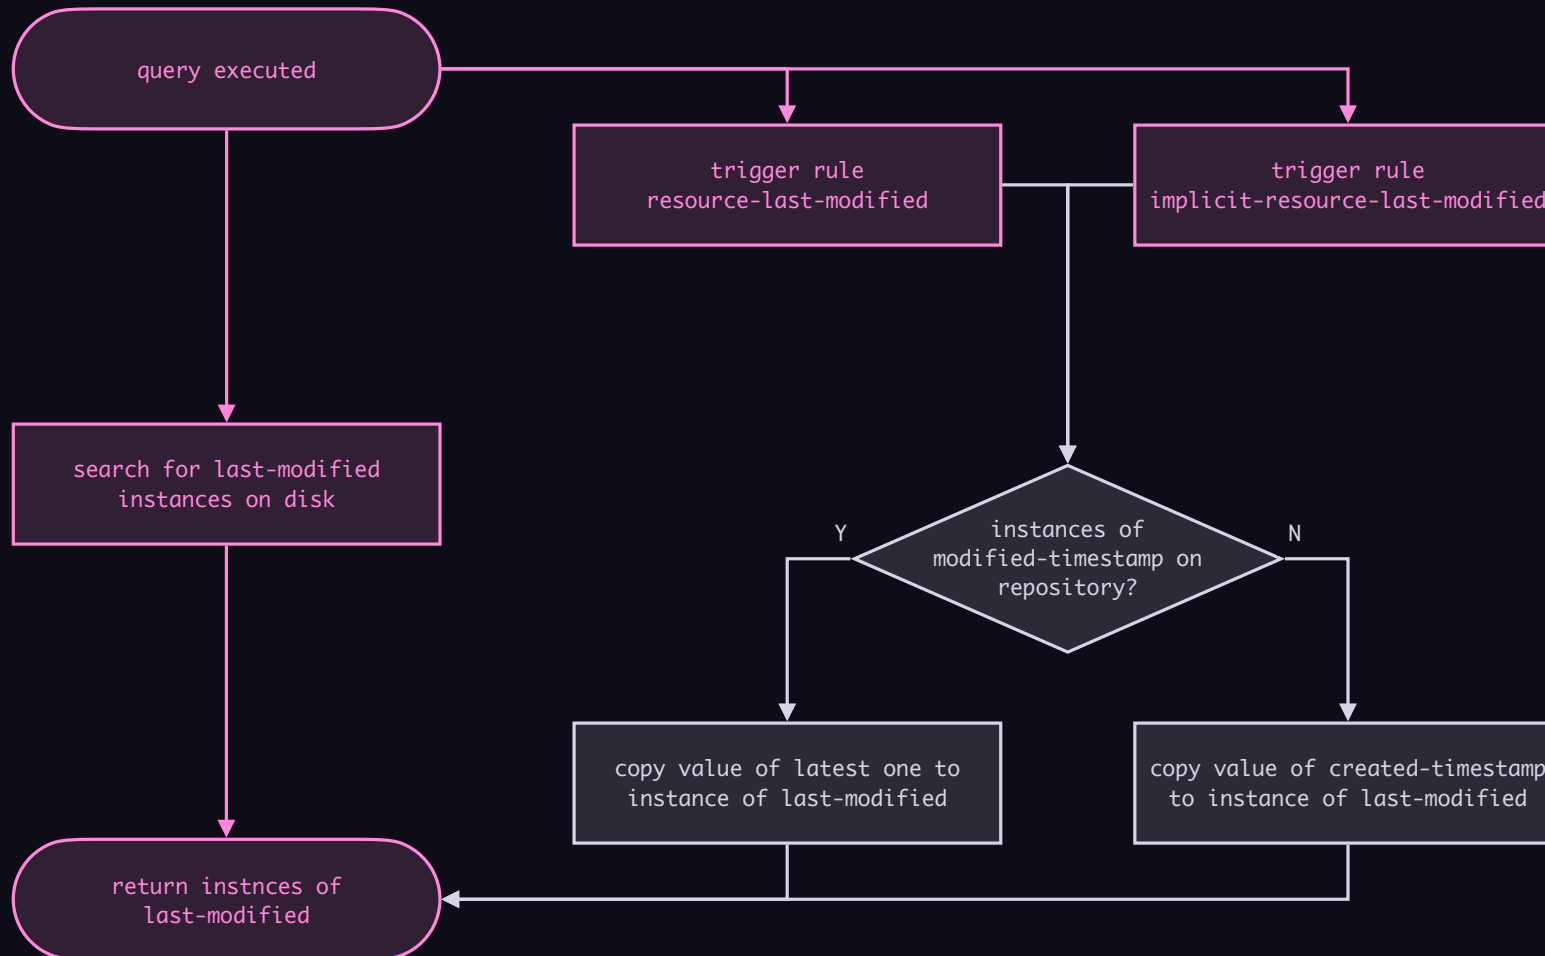 query executed
trigger rule
resource-last-modified
trigger rule
implicit-resource-last-modified
search for last-modified
instances on disk
instances of
modified-timestamp on
repository?
Y
N
copy value of latest one to
instance of last-modified
copy value of created-timestamp
to instance of last-modified
return instnces of
last-modified